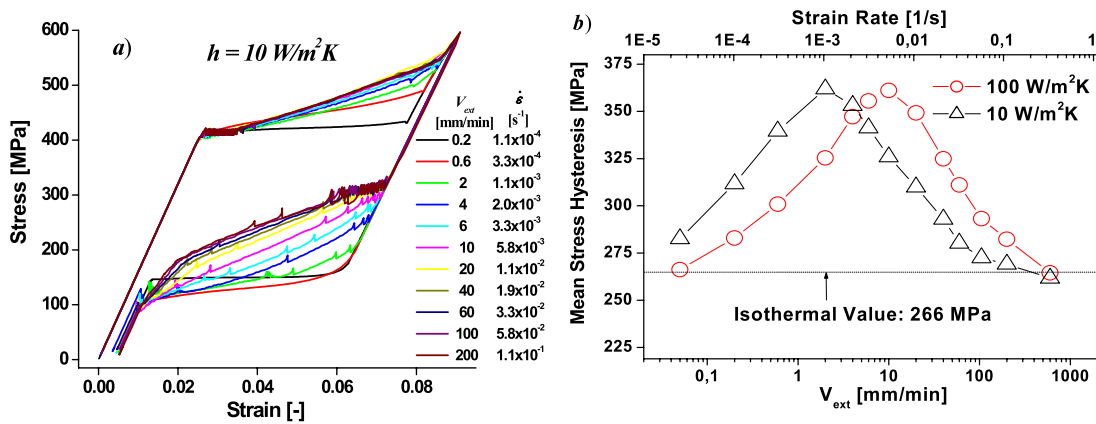 a)
h = 10 W/m²K
Stress [MPa]
600
500
400
300
200
100
0
0.00
0.02
0.04
0.06
0.08
Strain [-]
V_ext ε̇
[mm/min] [s⁻¹]
0.2 1.1x10⁻⁴
0.6 3.3x10⁻⁴
2 1.1x10⁻³
4 2.0x10⁻³
6 3.3x10⁻³
10 5.8x10⁻³
20 1.1x10⁻²
40 1.9x10⁻²
60 3.3x10⁻²
100 5.8x10⁻²
200 1.1x10⁻¹
b)
Strain Rate [1/s]
1E-5 1E-4 1E-3 0,01 0,1 1
Mean Stress Hysteresis [MPa]
375
350
325
300
275
250
225
100 W/m²K
10 W/m²K
Isothermal Value: 266 MPa
0,1 1 10 100 1000
V_ext [mm/min]